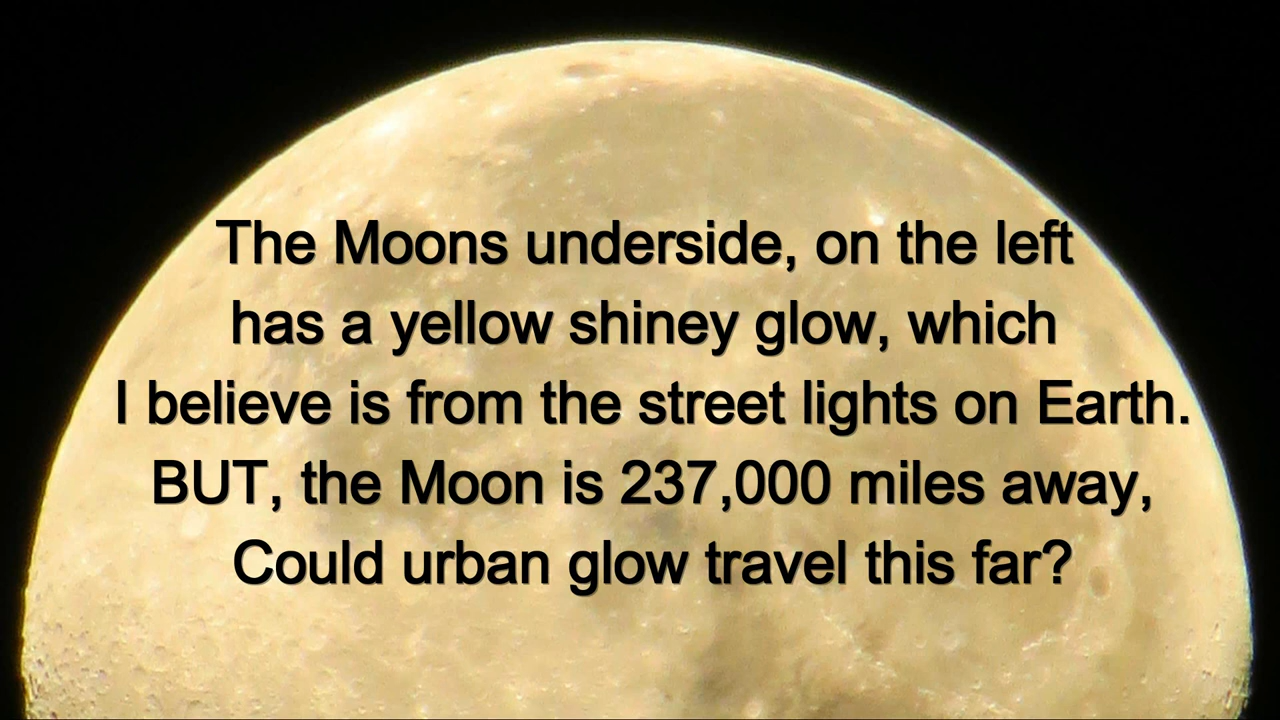 The Moons underside, on the left
has a yellow shiney glow, which
I believe is from the street lights on Earth.
BUT, the Moon is 237,000 miles away,
Could urban glow travel this far?